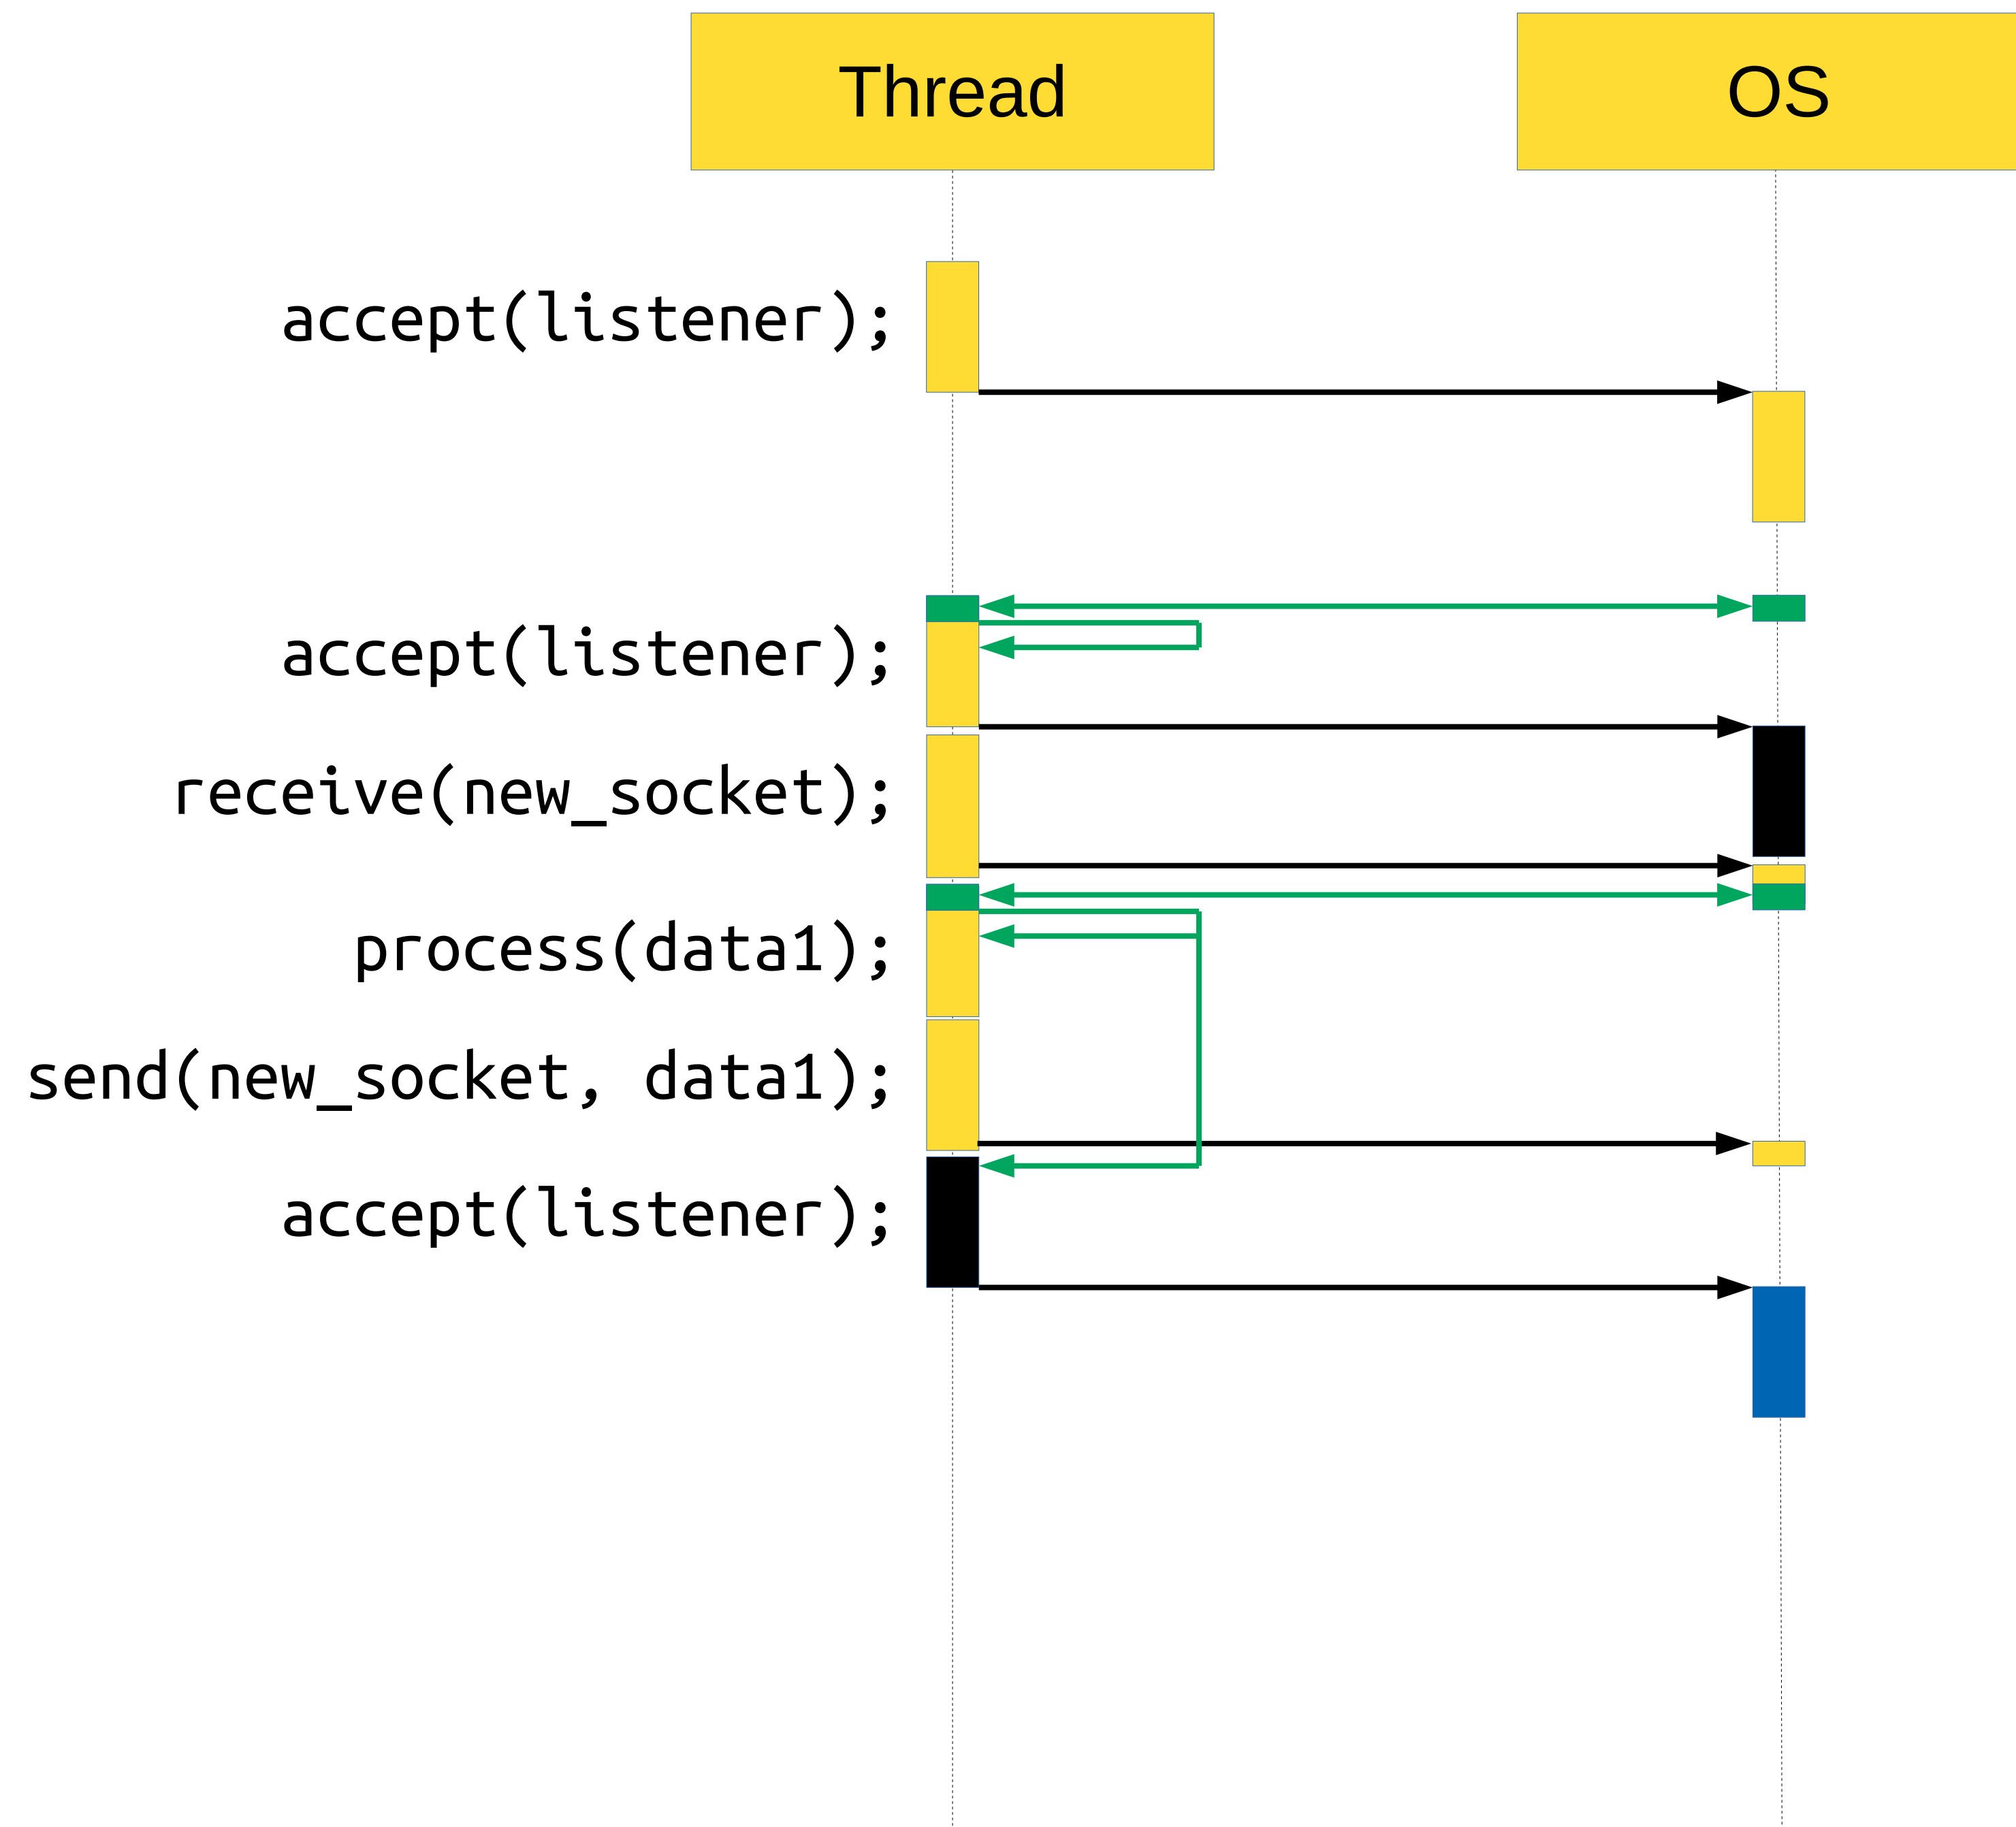 Thread
OS
accept(listener);
accept(listener);
receive(new_socket);
process(data1);
send(new_socket, data1);
accept(listener);